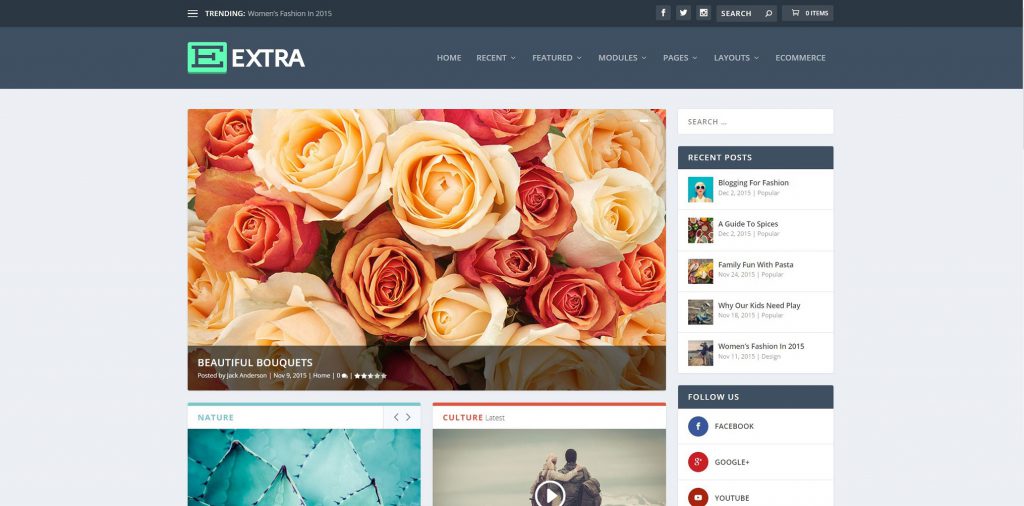 TRENDING: Women's Fashion In 2015
SEARCH
0 ITEMS
E EXTRA
HOME RECENT FEATURED MODULES PAGES LAYOUTS ECOMMERCE
BEAUTIFUL BOUQUETS
Posted by Jack Anderson | Nov 9, 2015 | Home | 0 |
NATURE
CULTURE Latest
SEARCH ...
RECENT POSTS
Blogging For Fashion
Dec 2, 2015 | Popular
A Guide To Spices
Dec 2, 2015 | Popular
Family Fun With Pasta
Nov 24, 2015 | Popular
Why Our Kids Need Play
Nov 18, 2015 | Popular
Women's Fashion In 2015
Nov 11, 2015 | Design
FOLLOW US
FACEBOOK
GOOGLE+
YOUTUBE